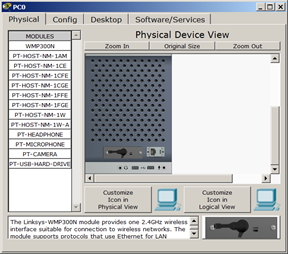 PC0
Physical Config Desktop Software/Services
MODULES
WMP300N
PT-HOST-NM-1AM
PT-HOST-NM-1CE
PT-HOST-NM-1CFE
PT-HOST-NM-1CGE
PT-HOST-NM-1FFE
PT-HOST-NM-1FGE
PT-HOST-NM-1W
PT-HOST-NM-1W-A
PT-HEADPHONE
PT-MICROPHONE
PT-CAMERA
PT-USB-HARD-DRIVE
Physical Device View
Zoom In Original Size Zoom Out
Customize
Icon in
Physical View
Customize
Icon in
Logical View
The Linksys-WMP300N module provides one 2.4GHz wireless
interface suitable for connection to wireless networks. The
module supports protocols that use Ethernet for LAN